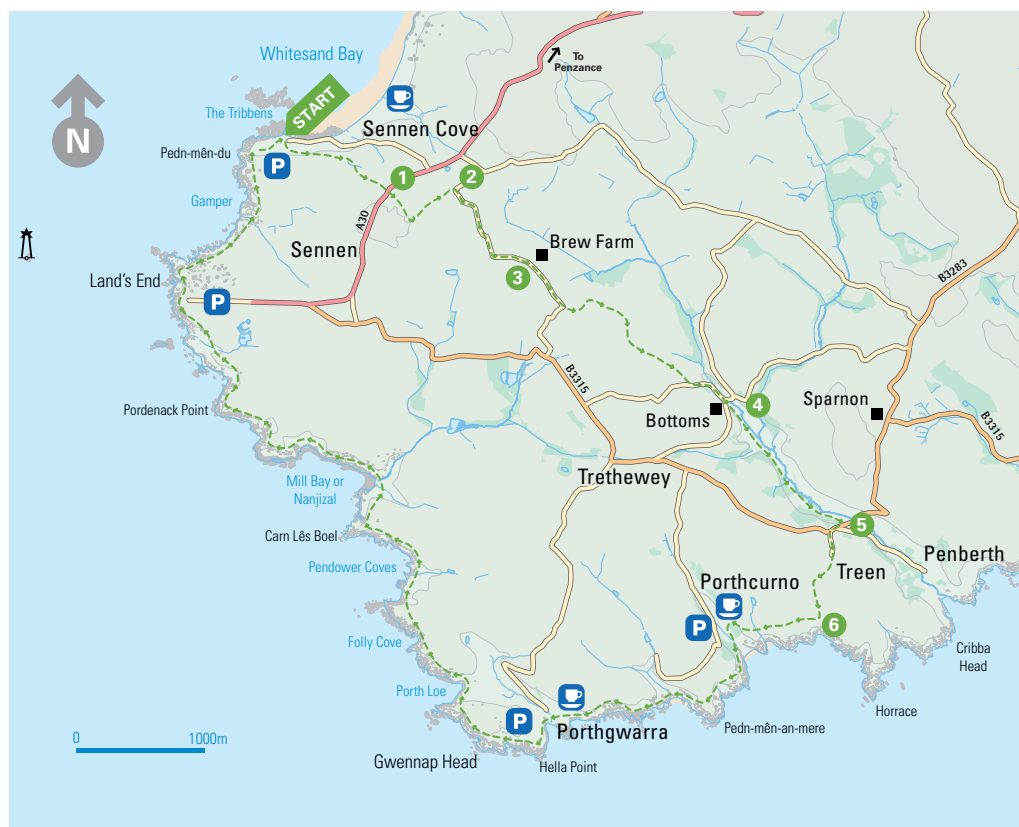 Whitesand Bay
To
Penzance
The Tribbens
START
Sennen Cove
N
Pedn-mên-du
P
1
2
Gamper
A30
Sennen
Brew Farm
3
B3283
Land's End
P
B3315
Pordenack Point
Bottoms
4
Sparnon
B3315
Tretheway
Mill Bay or
Nanjizal
Carn Lês Boel
5
Penberth
Pendower Coves
Treen
Porthcurno
P
6
Folly Cove
Cribba
Head
Porth Loe
Horrace
P
Porthgwarra
Pedn-mên-an-mere
0
1000m
Gwennap Head
Hella Point